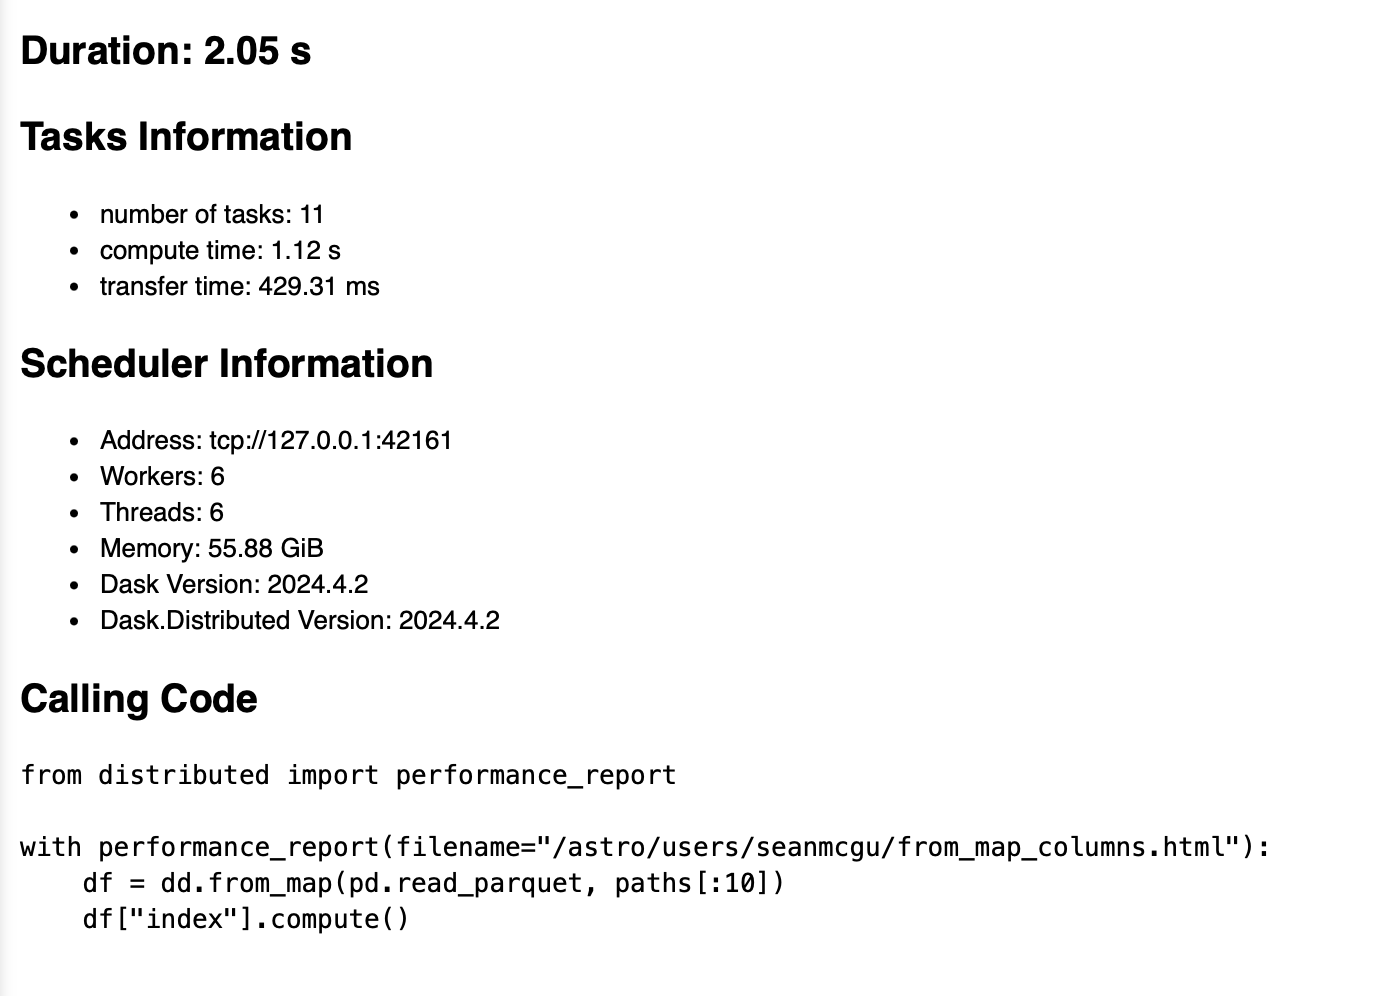 Duration: 2.05 s
Tasks Information
• number of tasks: 11
• compute time: 1.12 s
• transfer time: 429.31 ms
Scheduler Information
• Address: tcp://127.0.0.1:42161
• Workers: 6
• Threads: 6
• Memory: 55.88 GiB
• Dask Version: 2024.4.2
• Dask.Distributed Version: 2024.4.2
Calling Code
from distributed import performance_report
with performance_report(filename="/astro/users/seanmcgu/from_map_columns.html"):
    df = dd.from_map(pd.read_parquet, paths[:10])
    df["index"].compute()